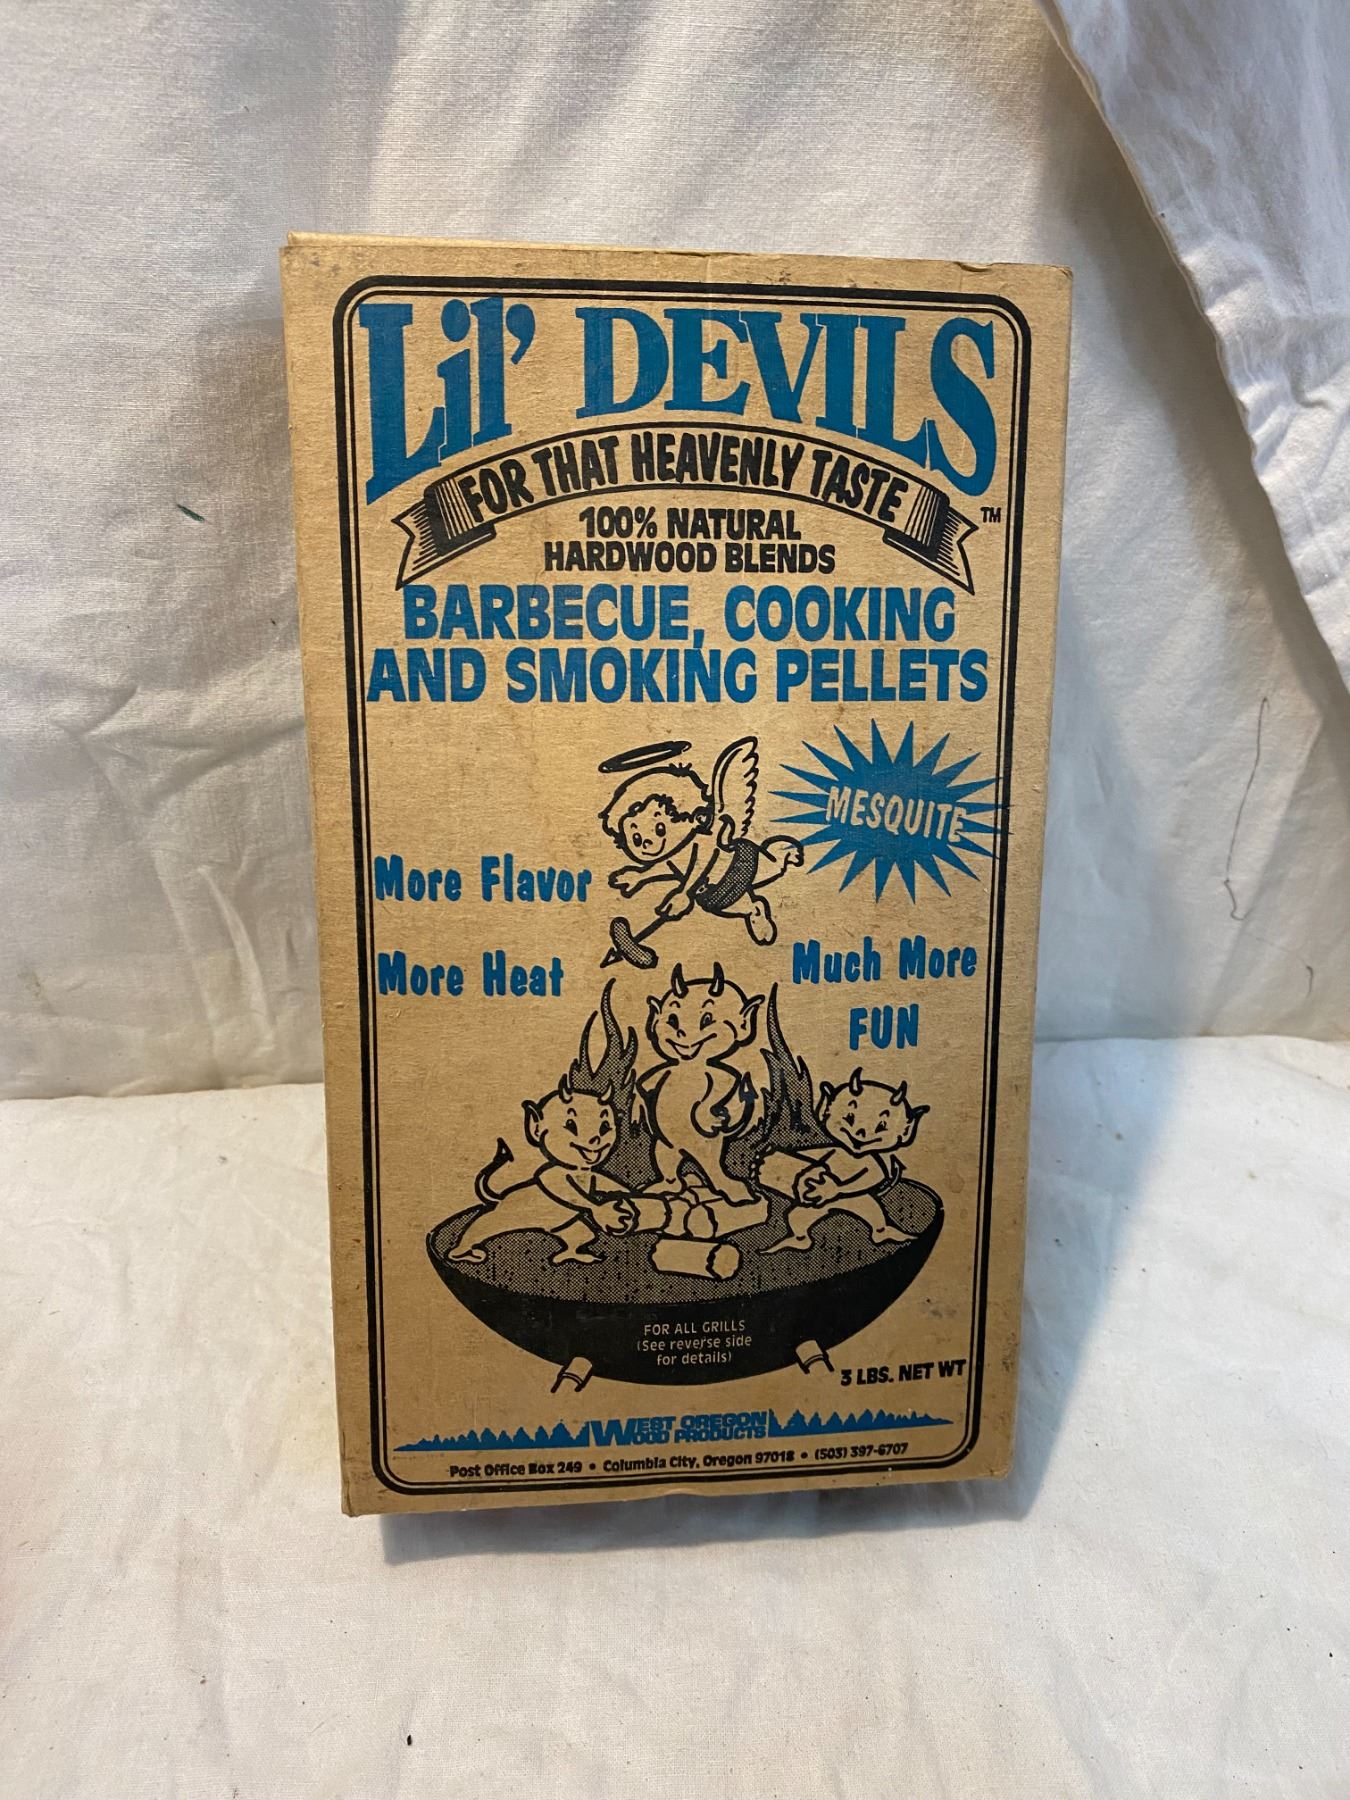 Lil' DEVILS
FOR THAT HEAVENLY TASTE
TM
100% NATURAL
HARDWOOD BLENDS
BARBECUE, COOKING
AND SMOKING PELLETS
MESQUITE
More Flavor
More Heat
Much More
FUN
FOR ALL GRILLS
(See reverse side
for details)
3 LBS. NET WT
WEST OREGON
WOOD PRODUCTS
Post Office Box 249 • Columbia City, Oregon 97018 • (503) 397-6707